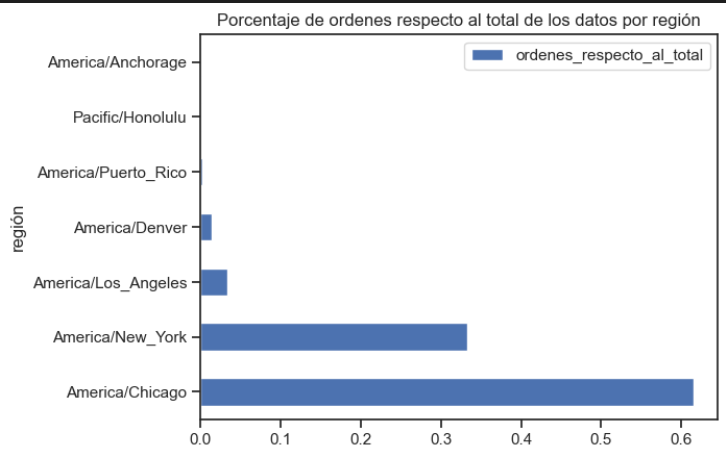 Porcentaje de ordenes respecto al total de los datos por región
ordenes_respecto_al_total
America/Anchorage
Pacific/Honolulu
America/Puerto_Rico
America/Denver
America/Los_Angeles
America/New_York
America/Chicago
región
0.0 0.1 0.2 0.3 0.4 0.5 0.6